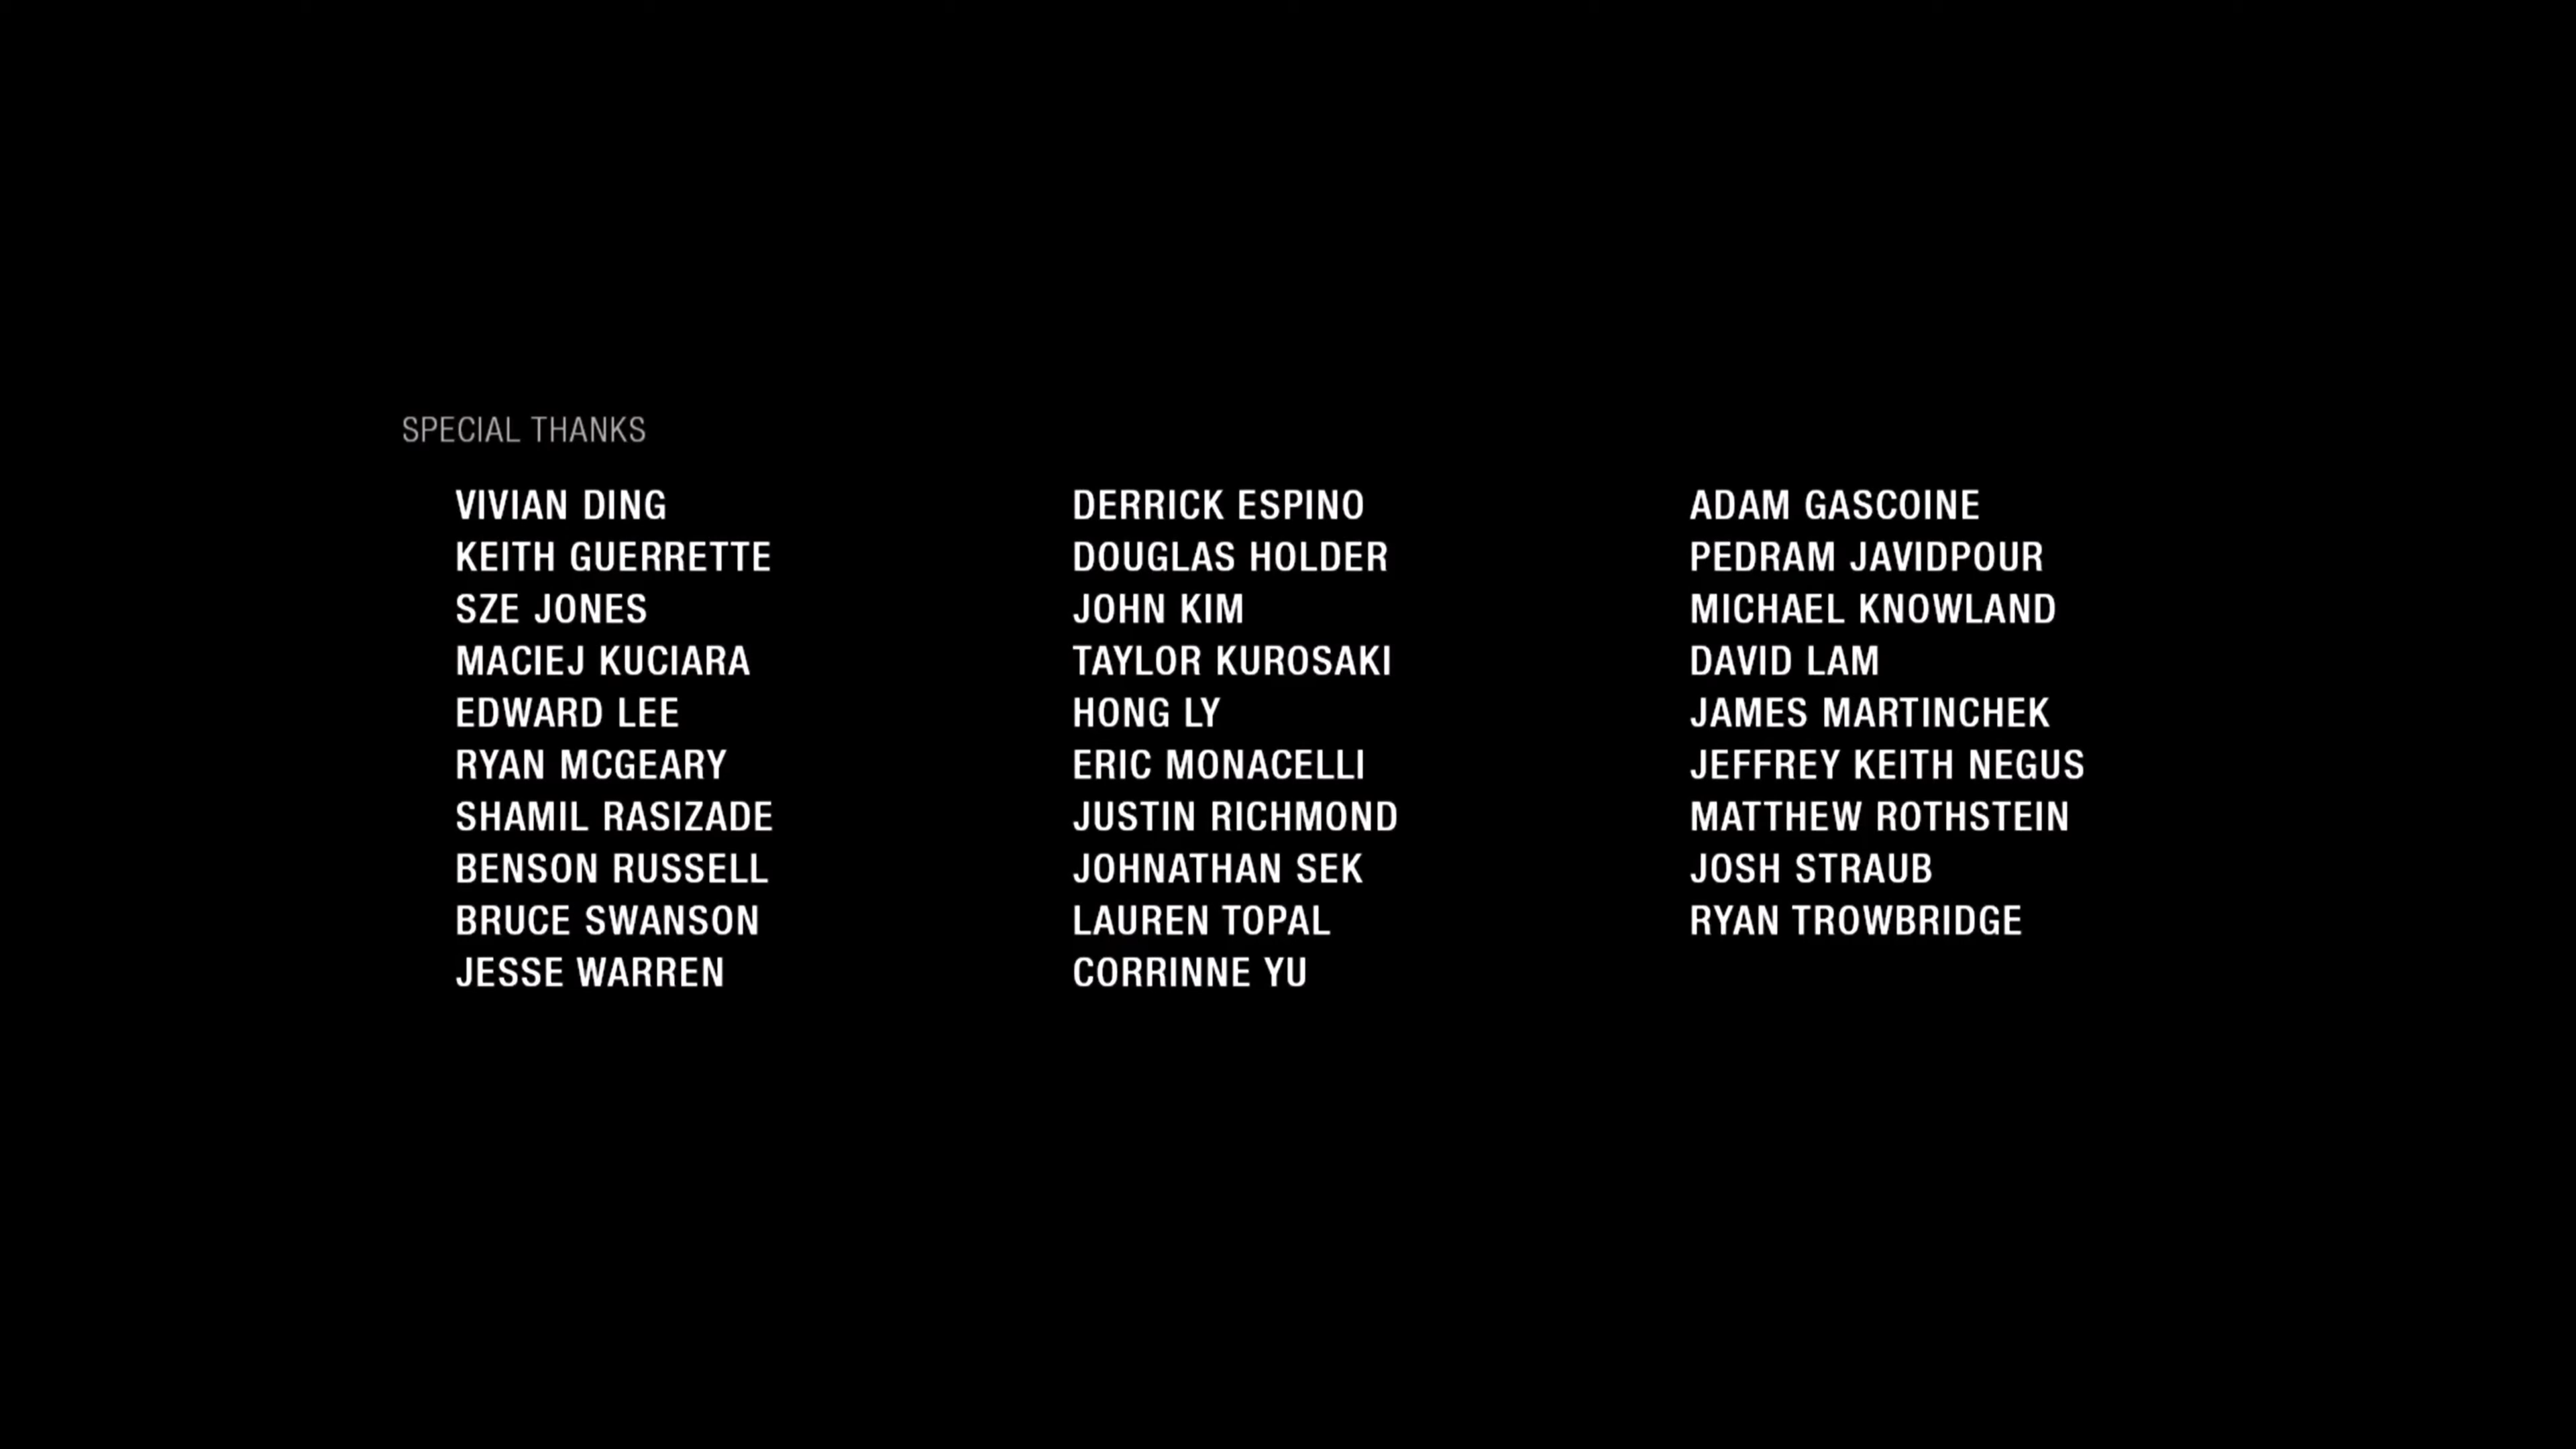 SPECIAL THANKS
VIVIAN DING
KEITH GUERRETTE
SZE JONES
MACIEJ KUCIARA
EDWARD LEE
RYAN MCGEARY
SHAMIL RASIZADE
BENSON RUSSELL
BRUCE SWANSON
JESSE WARREN
DERRICK ESPINO
DOUGLAS HOLDER
JOHN KIM
TAYLOR KUROSAKI
HONG LY
ERIC MONACELLI
JUSTIN RICHMOND
JOHNATHAN SEK
LAUREN TOPAL
CORRINNE YU
ADAM GASCOINE
PEDRAM JAVIDPOUR
MICHAEL KNOWLAND
DAVID LAM
JAMES MARTINCHEK
JEFFREY KEITH NEGUS
MATTHEW ROTHSTEIN
JOSH STRAUB
RYAN TROWBRIDGE